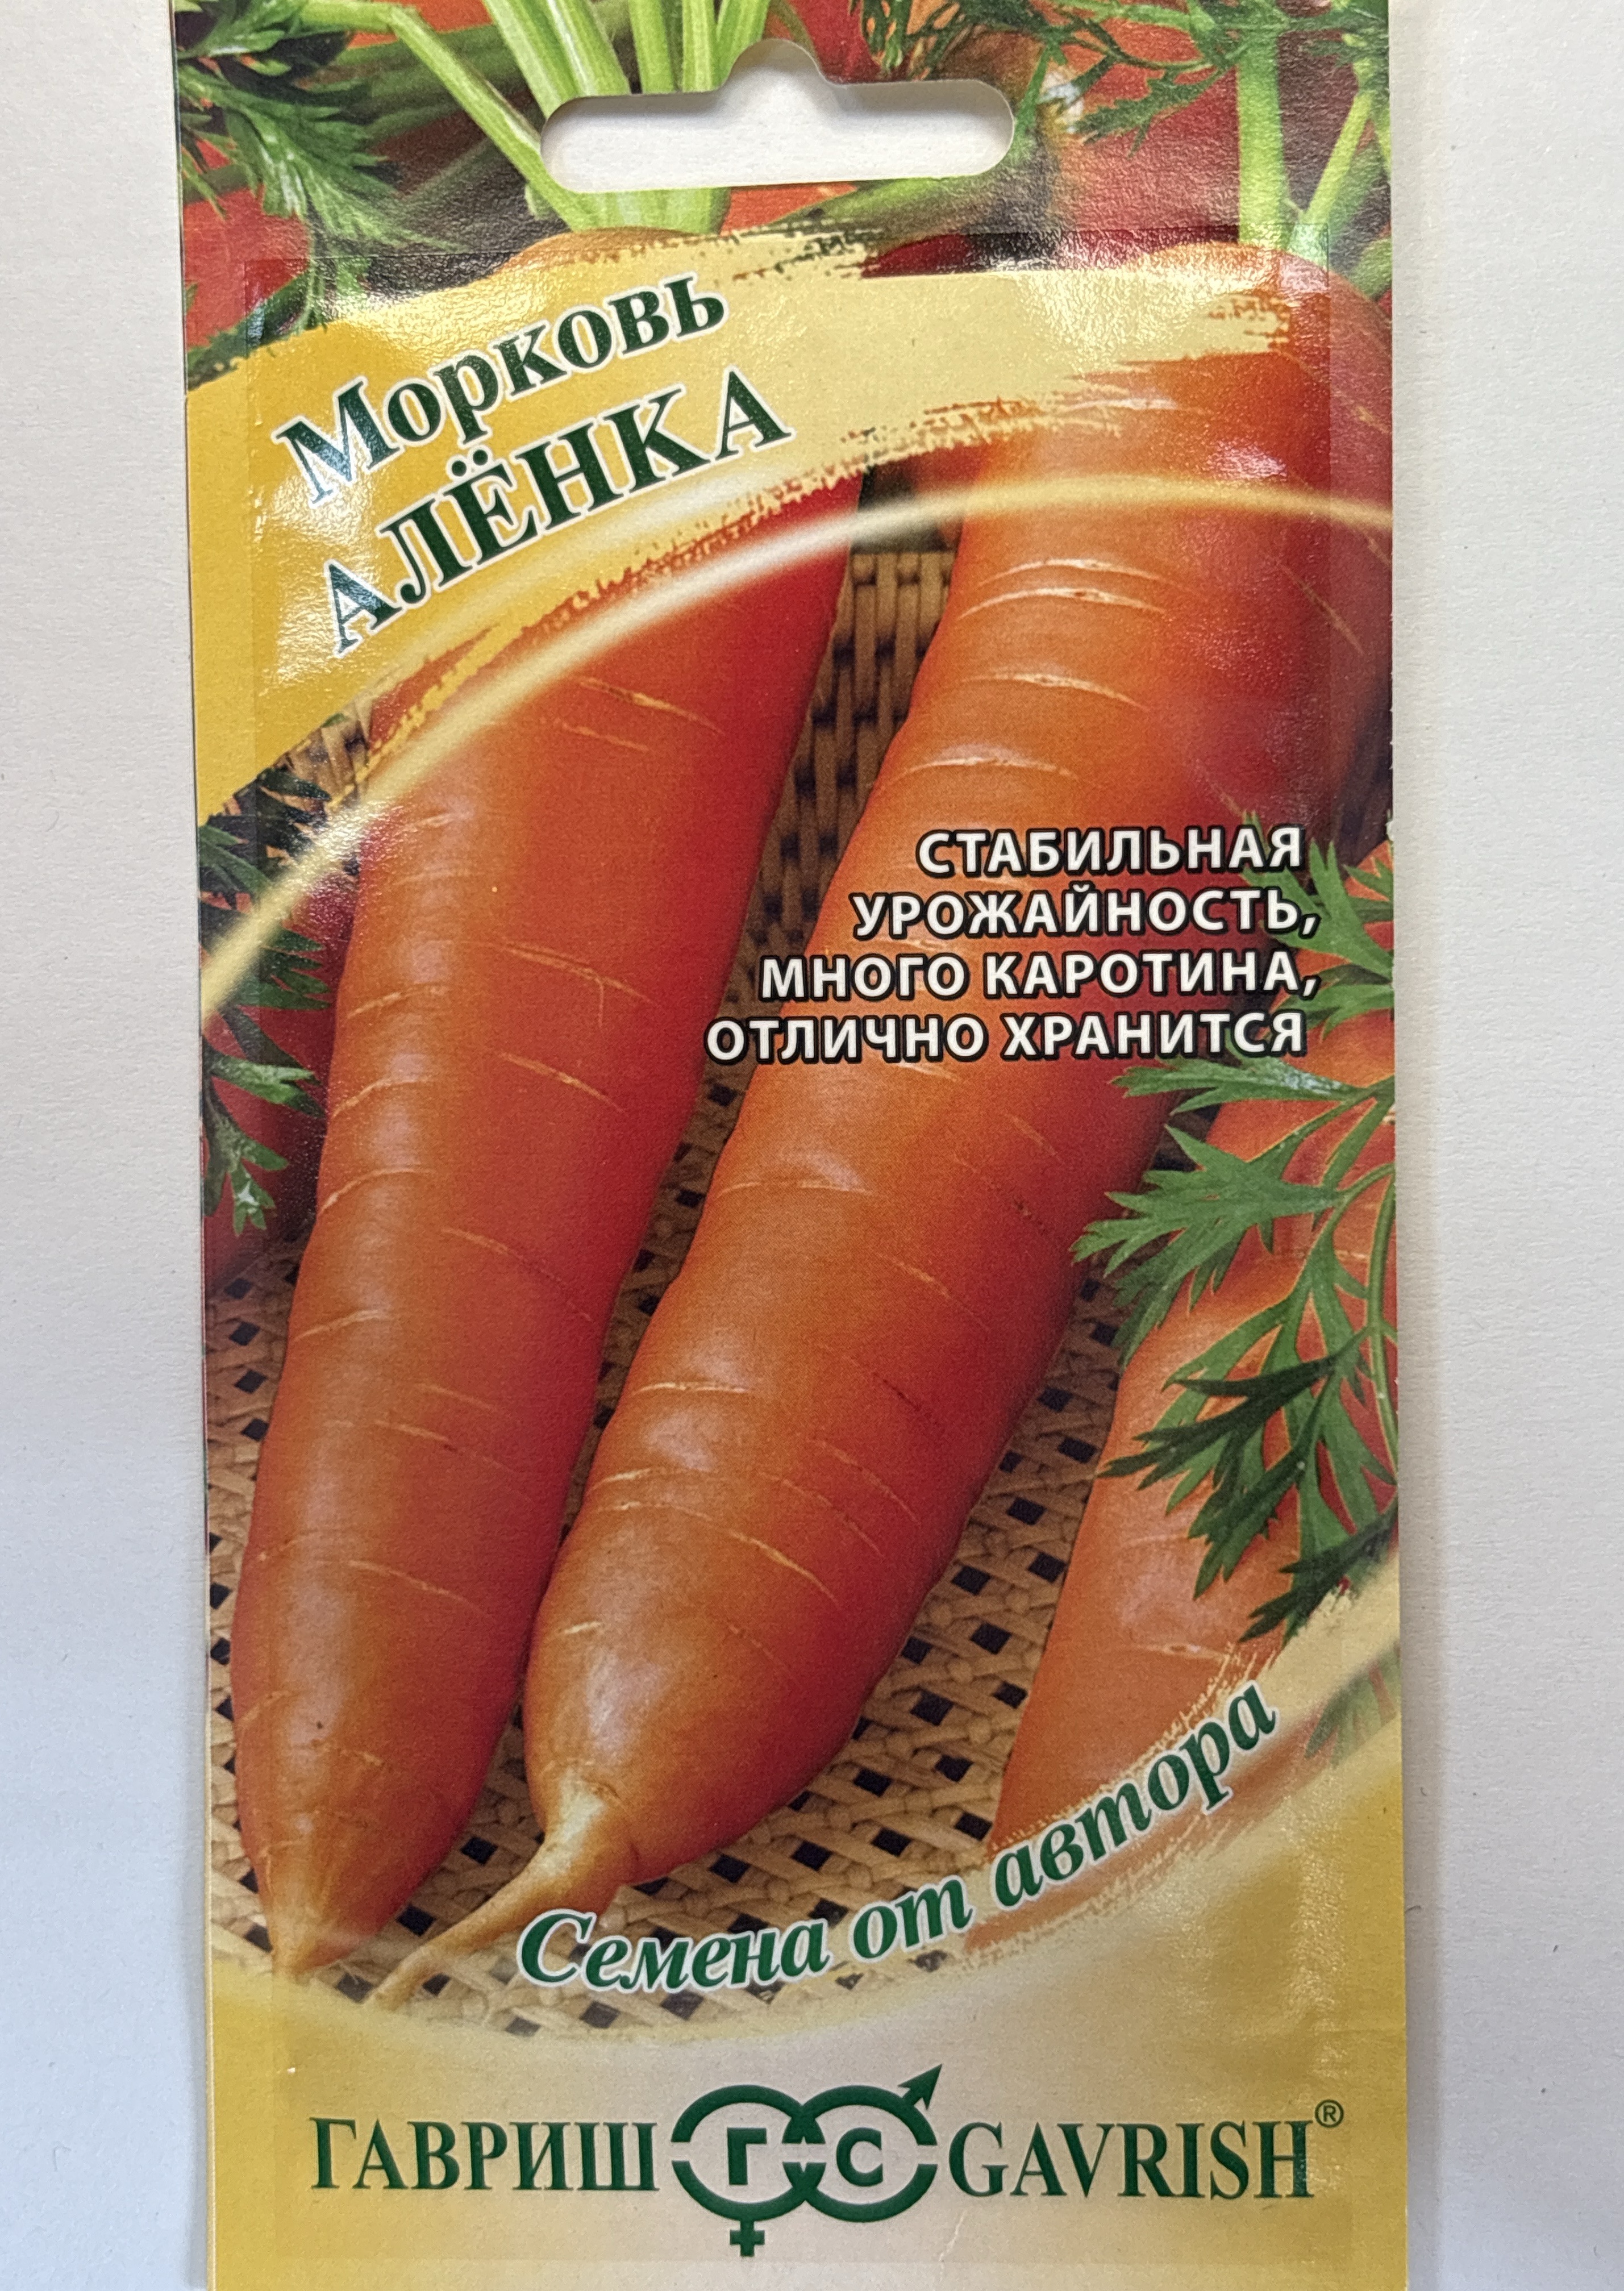 Морковь
АЛЁНКА
СТАБИЛЬНАЯ
УРОЖАЙНОСТЬ,
МНОГО КАРОТИНА,
ОТЛИЧНО ХРАНИТСЯ
Семена от автора
ГАВРИШ ГС GAVRISH®